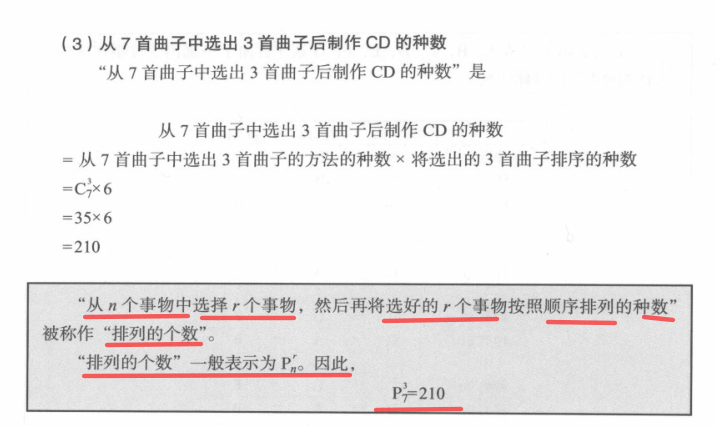 (3)从7首曲子中选出3首曲子后制作CD的种数
“从7首曲子中选出3首曲子后制作CD的种数”是
从7首曲子中选出3首曲子后制作CD的种数
=从7首曲子中选出3首曲子的方法的种数×将选出的3首曲子排序的种数
=C₇³×6
=35×6
=210
“从n个事物中选择r个事物，然后再将选好的r个事物按照顺序排列的种数”
被称作“排列的个数”。
“排列的个数”一般表示为Pₙʳ。因此，
P₇³=210